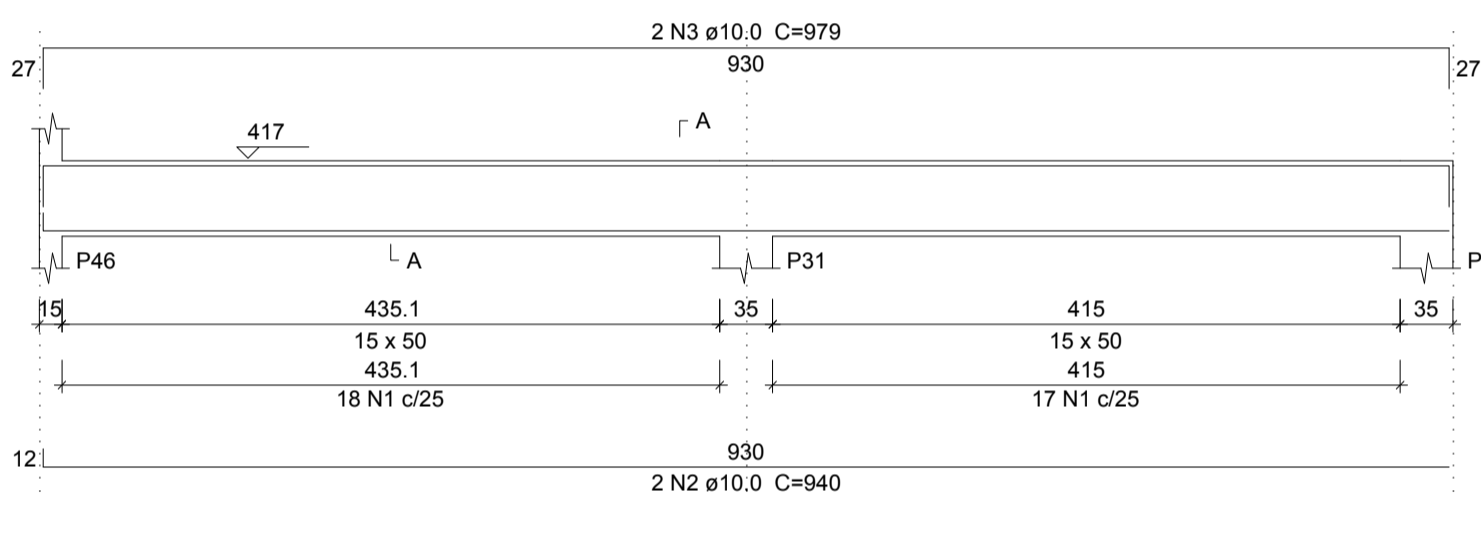 2 N3 ø10.0 C=979
27 930 27
A
417
P46 A P31 P
15 435.1 35 415 35
15 x 50 15 x 50
435.1 415
18 N1 c/25 17 N1 c/25
12 930
2 N2 ø10.0 C=940